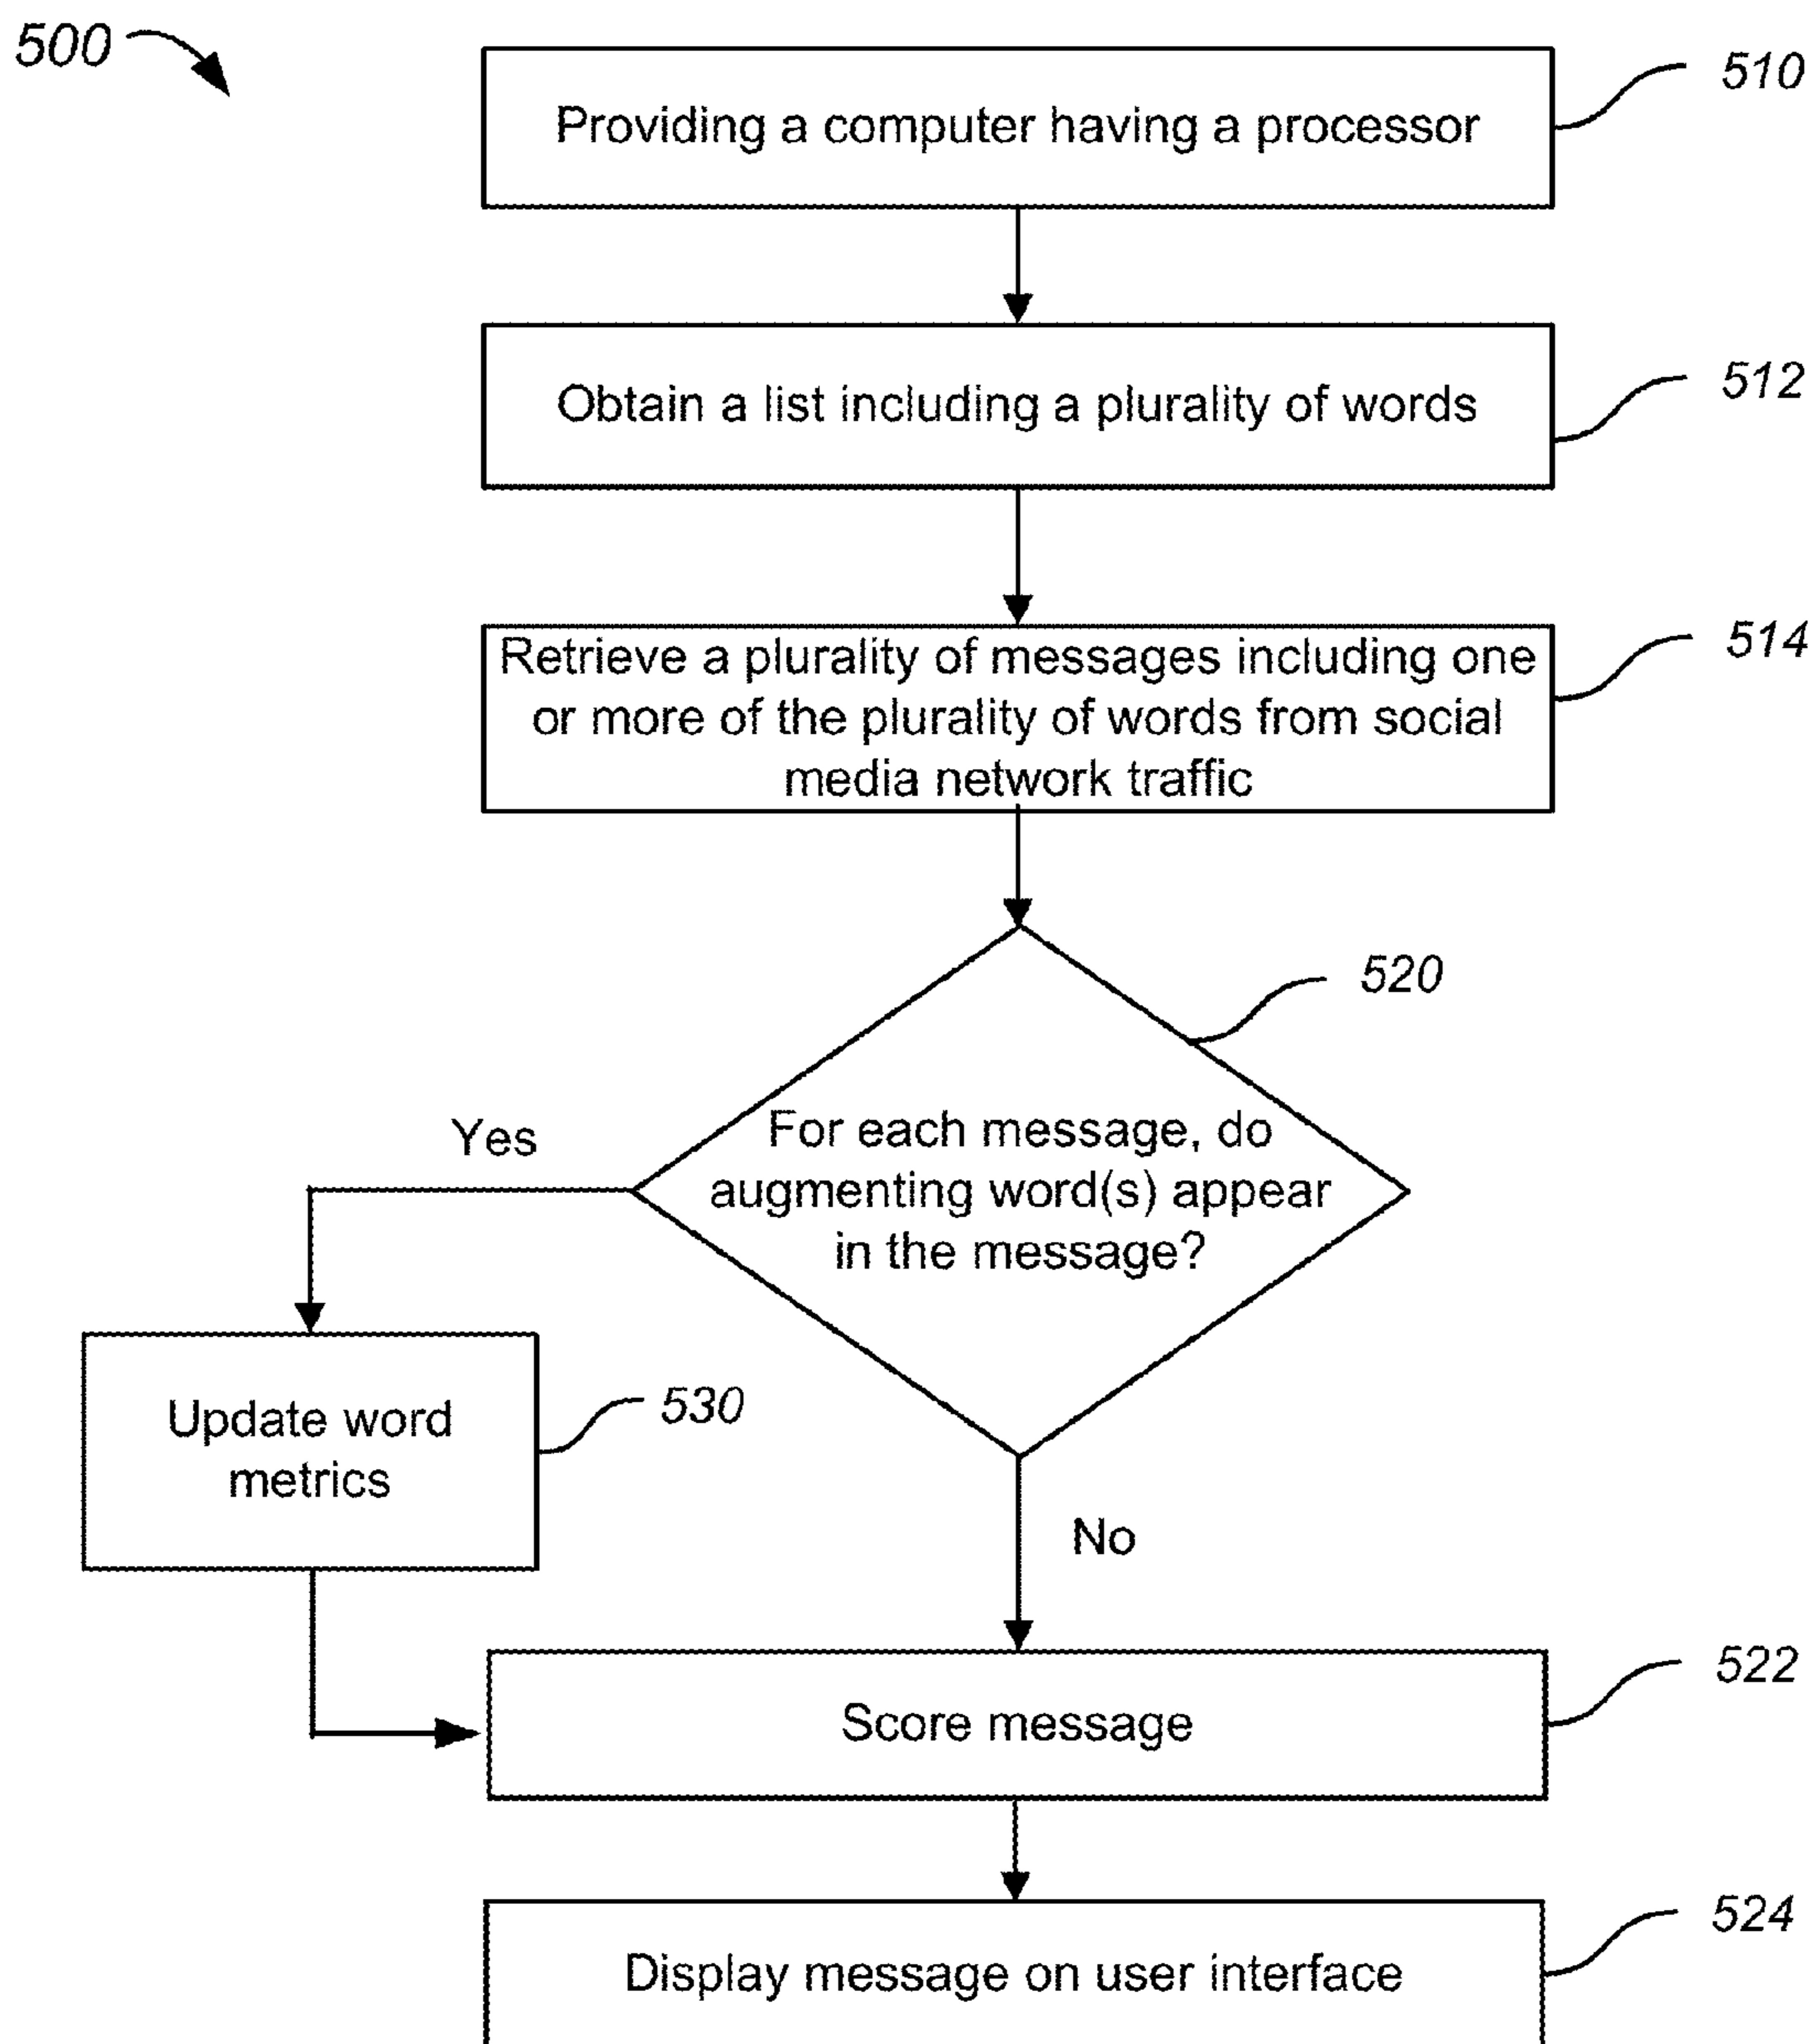 500
510
Providing a computer having a processor
512
Obtain a list including a plurality of words
514
Retrieve a plurality of messages including one
or more of the plurality of words from social
media network traffic
520
For each message, do
augmenting word(s) appear
in the message?
Yes
530
Update word
metrics
No
522
Score message
524
Display message on user interface